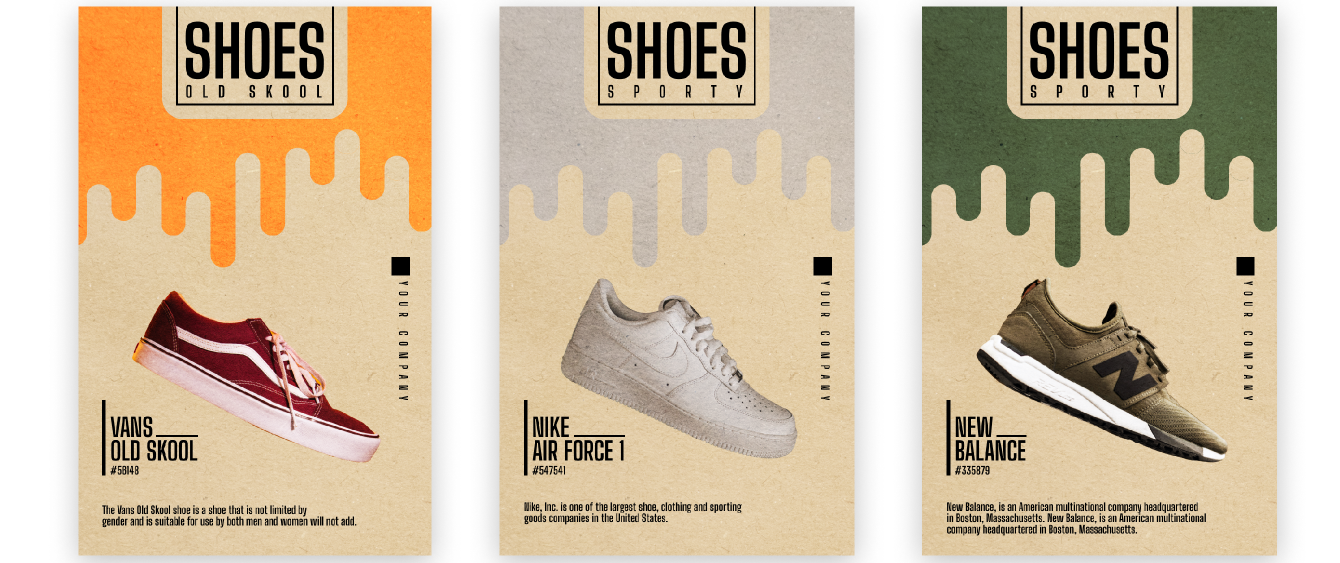 SHOES
OLD SKOOL
YOUR COMPANY
VANS
OLD SKOOL
#58148
The Vans Old Skool shoe is a shoe that is not limited by
gender and is suitable for use by both men and women will not add.
SHOES
SPORTY
YOUR COMPANY
NIKE
AIR FORCE 1
#547541
Nike, Inc. is one of the largest shoe, clothing and sporting
goods companies in the United States.
SHOES
SPORTY
YOUR COMPANY
N
NEW
BALANCE
#335879
New Balance, is an American multinational company headquartered
in Boston, Massachusetts. New Balance, is an American multinational
company headquartered in Boston, Massachusetts.